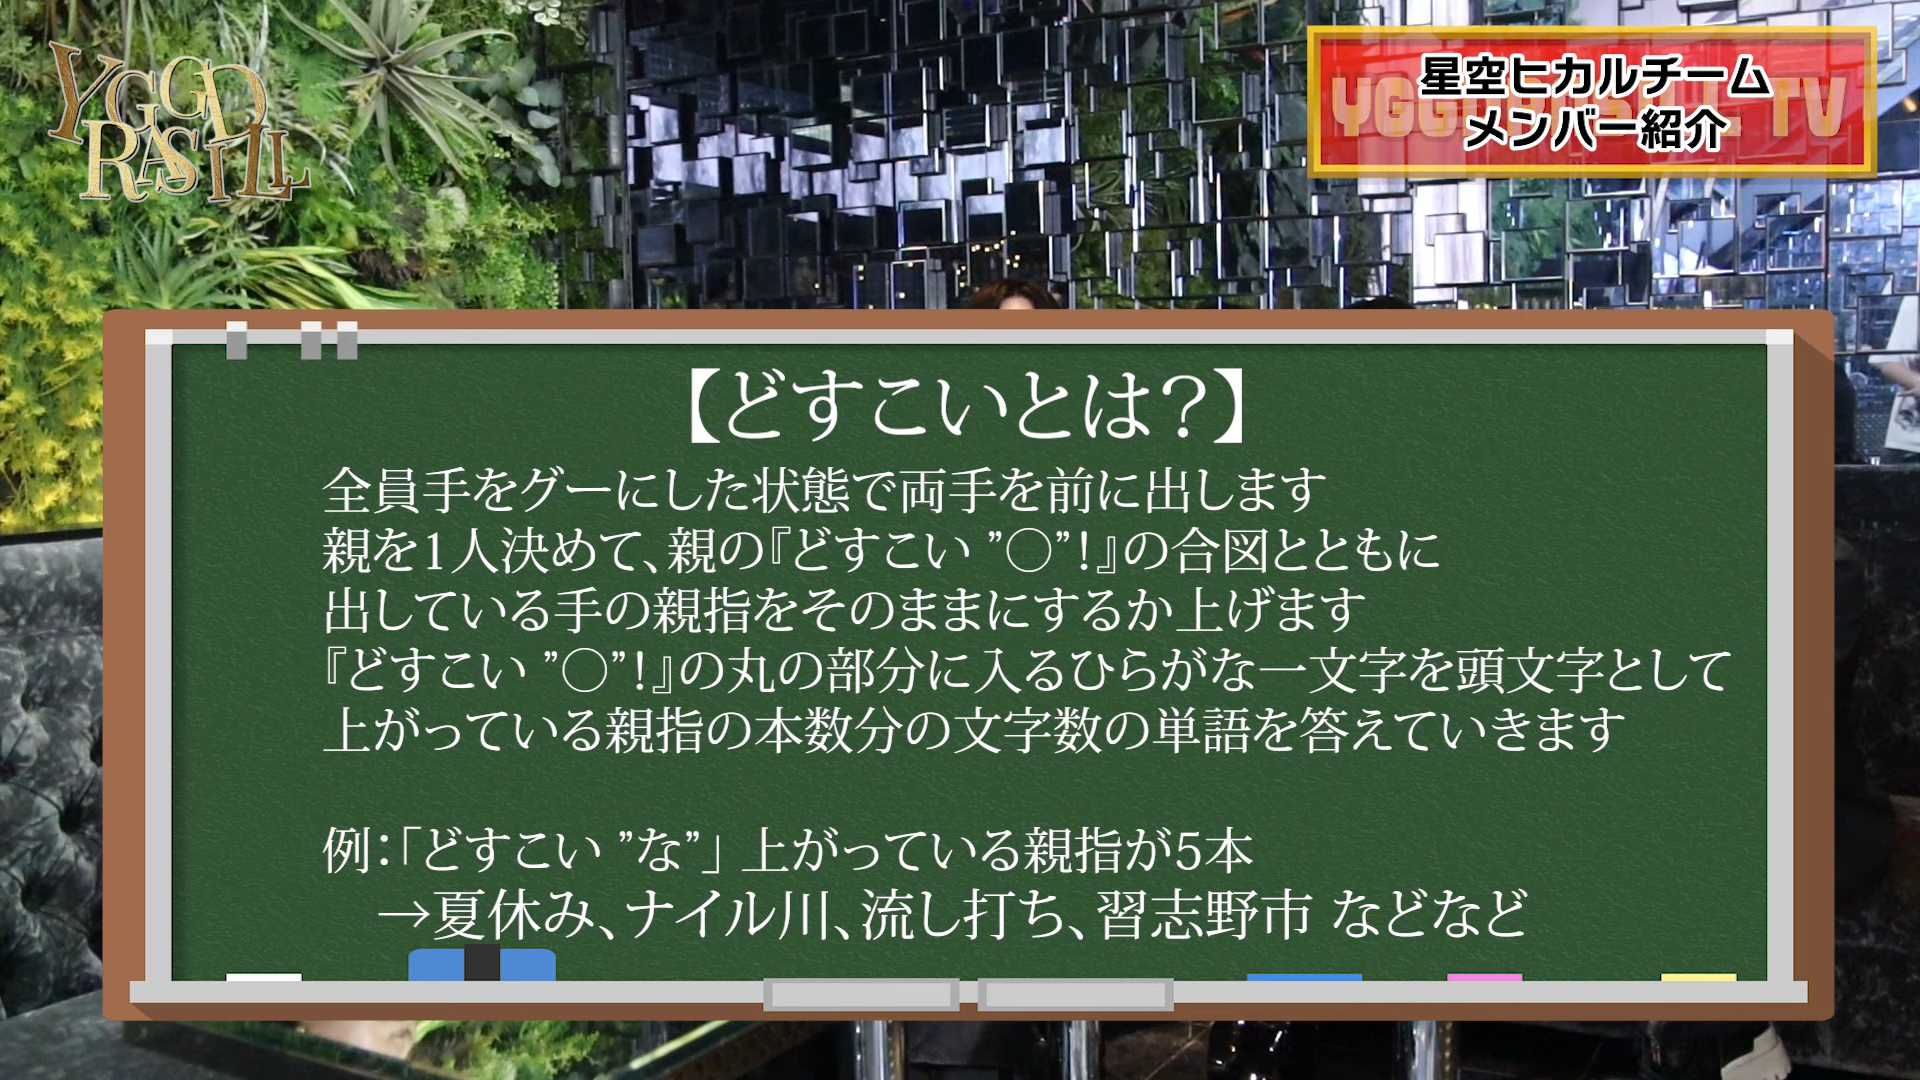 YGGDRASILL
星空ヒカルチーム
メンバー紹介
YGGDRASILL TV
【どすこいとは？】
全員手をグーにした状態で両手を前に出します
親を1人決めて、親の『どすこい ”〇”！』の合図とともに
出している手の親指をそのままにするか上げます
『どすこい ”〇”！』の丸の部分に入るひらがな一文字を頭文字として
上がっている親指の本数分の文字数の単語を答えていきます
例：「どすこい ”な”」 上がっている親指が5本
→夏休み、ナイル川、流し打ち、習志野市 などなど